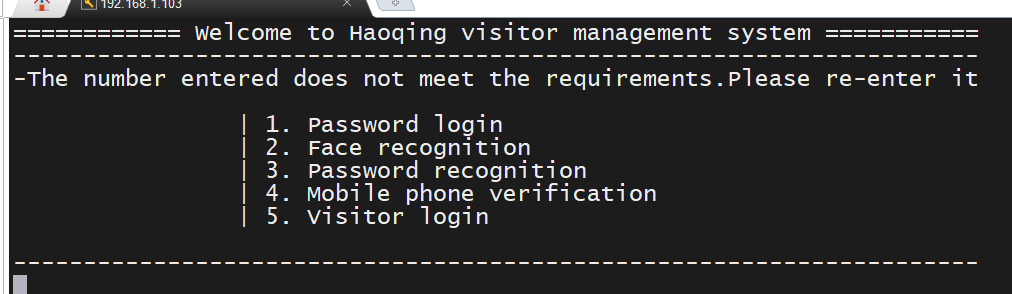 192.168.1.103
============ Welcome to Haoqing visitor management system ===========
---------------------------------------------------------------------
-The number entered does not meet the requirements.Please re-enter it
| 1. Password login
| 2. Face recognition
| 3. Password recognition
| 4. Mobile phone verification
| 5. Visitor login
---------------------------------------------------------------------